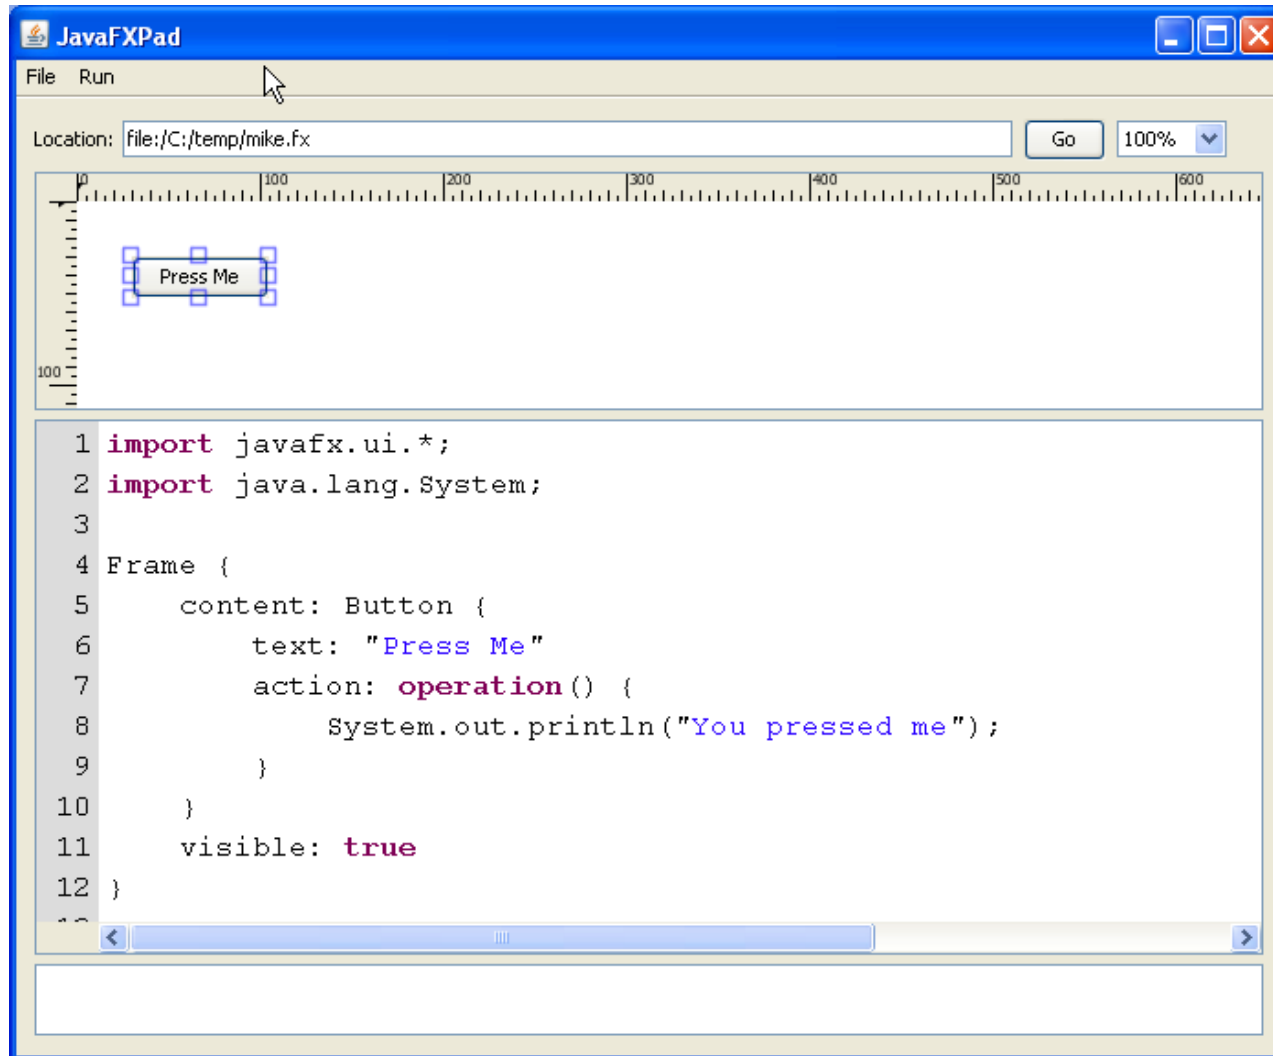 JavaFXPad
File Run
Location: file:/C:/temp/mike.fx Go 100%
0 100 200 300 400 500 600
Press Me
100
1 import javafx.ui.*;
2 import java.lang.System;
3
4 Frame {
5 content: Button {
6 text: "Press Me"
7 action: operation() {
8 System.out.println("You pressed me");
9 }
10 }
11 visible: true
12 }